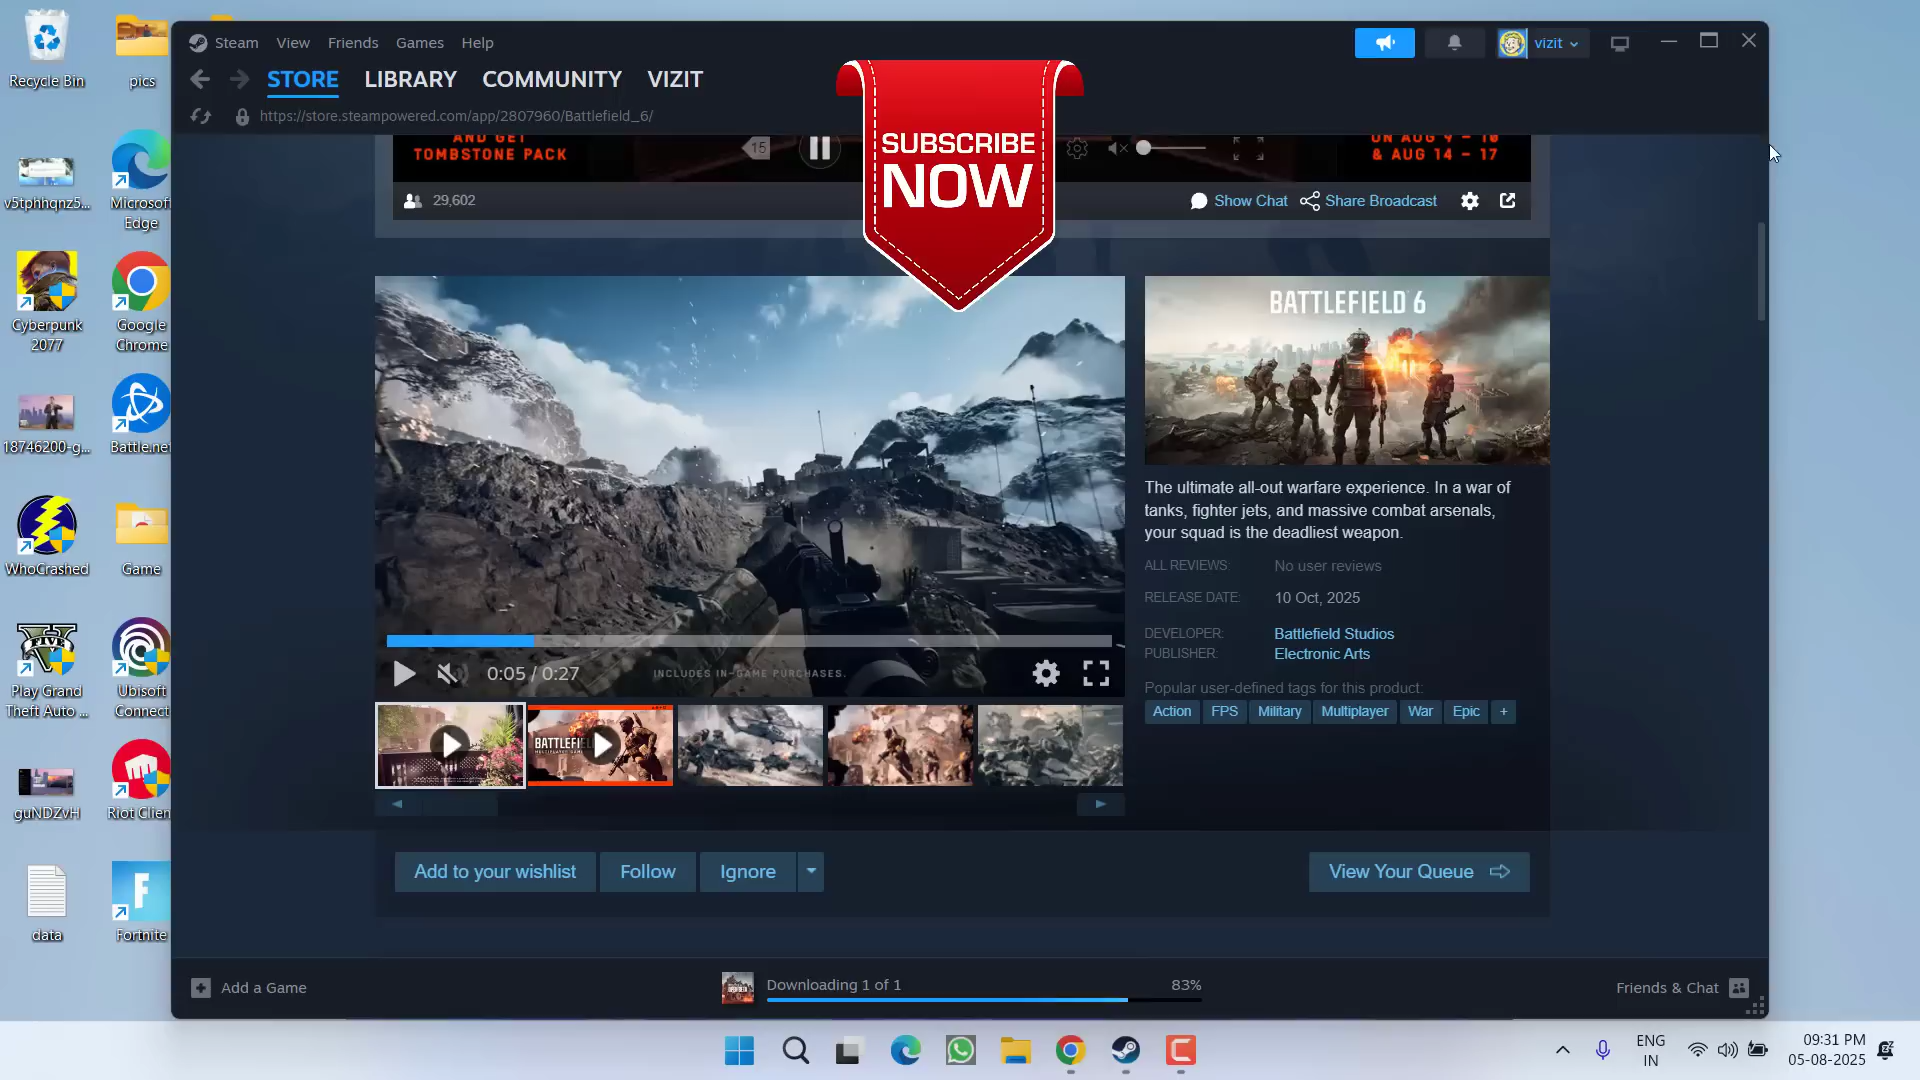 Steam View Friends Games Help
vizit
STORE LIBRARY COMMUNITY VIZIT
https://store.steampowered.com/app/2807960/Battlefield_6/
SUBSCRIBE
NOW
AND GET
TOMBSTONE PACK
15
ON AUG 9 - 10
& AUG 14 - 17
29,602
Show Chat
Share Broadcast
BATTLEFIELD 6
The ultimate all-out warfare experience. In a war of
tanks, fighter jets, and massive combat arsenals,
your squad is the deadliest weapon.
ALL REVIEWS: No user reviews
RELEASE DATE: 10 Oct, 2025
DEVELOPER: Battlefield Studios
PUBLISHER: Electronic Arts
Popular user-defined tags for this product:
Action FPS Military Multiplayer War Epic +
0:05 / 0:27
INCLUDES IN-GAME PURCHASES.
Add to your wishlist
Follow
Ignore
View Your Queue
Add a Game
Downloading 1 of 1
83%
Friends & Chat
Recycle Bin
pics
v5tphhqnz5...
Microsoft
Edge
Cyberpunk
2077
Google
Chrome
18746200-g...
Battle.net
WhoCrashed
Game
FIVE
Play Grand
Theft Auto ...
Ubisoft
Connect
guNDZvH
Riot Clien
data
Fortnite
ENG
IN
09:31 PM
05-08-2025